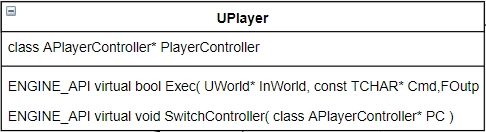 UPlayer
class APlayerController* PlayerController
ENGINE_API virtual bool Exec( UWorld* InWorld, const TCHAR* Cmd,FOutp
ENGINE_API virtual void SwitchController( class APlayerController* PC )